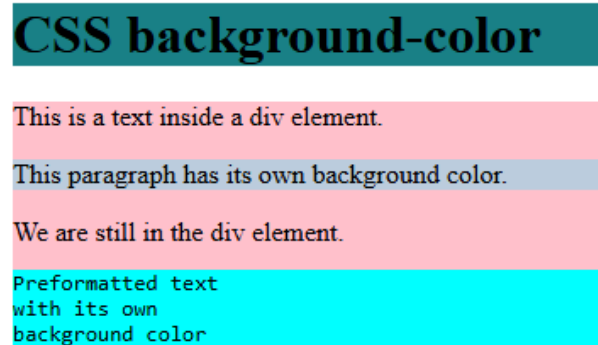 CSS background-color
This is a text inside a div element.
This paragraph has its own background color.
We are still in the div element.
Preformatted text
with its own
background color